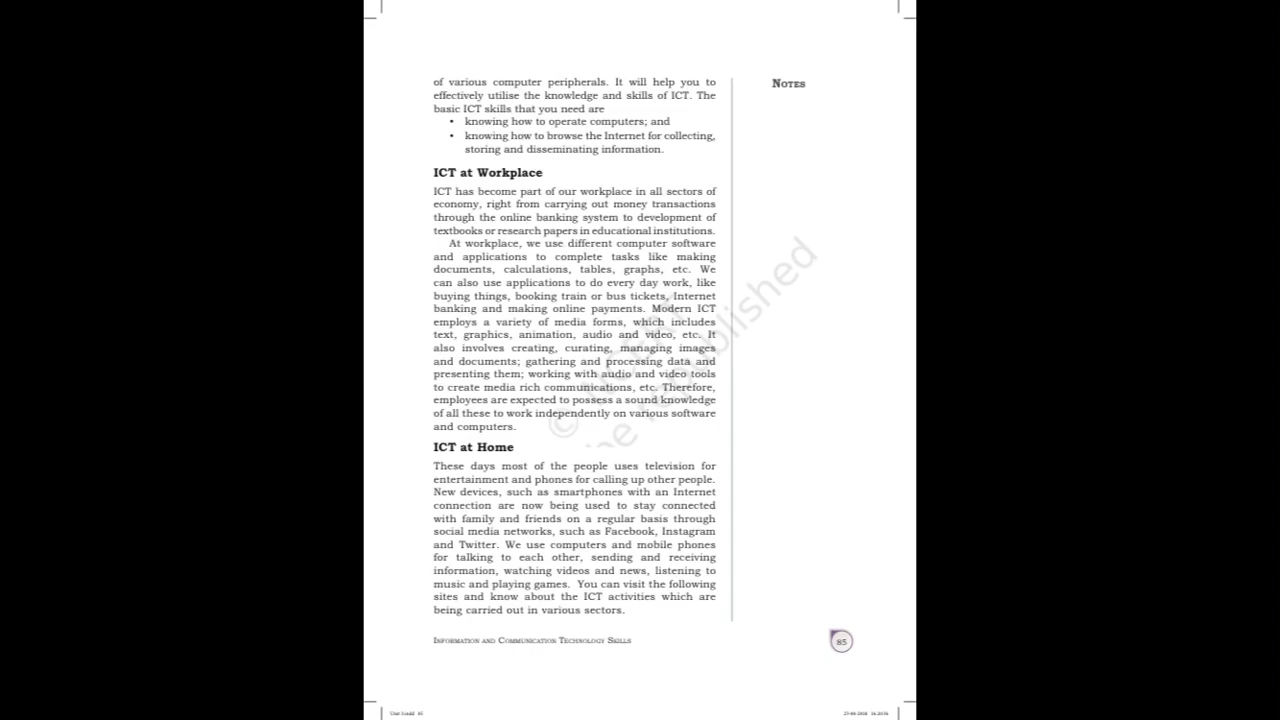 of various computer peripherals. It will help you to
effectively utilise the knowledge and skills of ICT. The
basic ICT skills that you need are
• knowing how to operate computers; and
• knowing how to browse the Internet for collecting,
storing and disseminating information.
ICT at Workplace
ICT has become part of our workplace in all sectors of
economy, right from carrying out money transactions
through the online banking system to development of
textbooks or research papers in educational institutions.
At workplace, we use different computer software
and applications to complete tasks like making
documents, calculations, tables, graphs, etc. We
can also use applications to do every day work, like
buying things, booking train or bus tickets, Internet
banking and making online payments. Modern ICT
employs a variety of media forms, which includes
text, graphics, animation, audio and video, etc. It
also involves creating, curating, managing images
and documents; gathering and processing data and
presenting them; working with audio and video tools
to create media rich communications, etc. Therefore,
employees are expected to possess a sound knowledge
of all these to work independently on various software
and computers.
ICT at Home
These days most of the people uses television for
entertainment and phones for calling up other people.
New devices, such as smartphones with an Internet
connection are now being used to stay connected
with family and friends on a regular basis through
social media networks, such as Facebook, Instagram
and Twitter. We use computers and mobile phones
for talking to each other, sending and receiving
information, watching videos and news, listening to
music and playing games. You can visit the following
sites and know about the ICT activities which are
being carried out in various sectors.
NOTES
INFORMATION AND COMMUNICATION TECHNOLOGY SKILLS
85